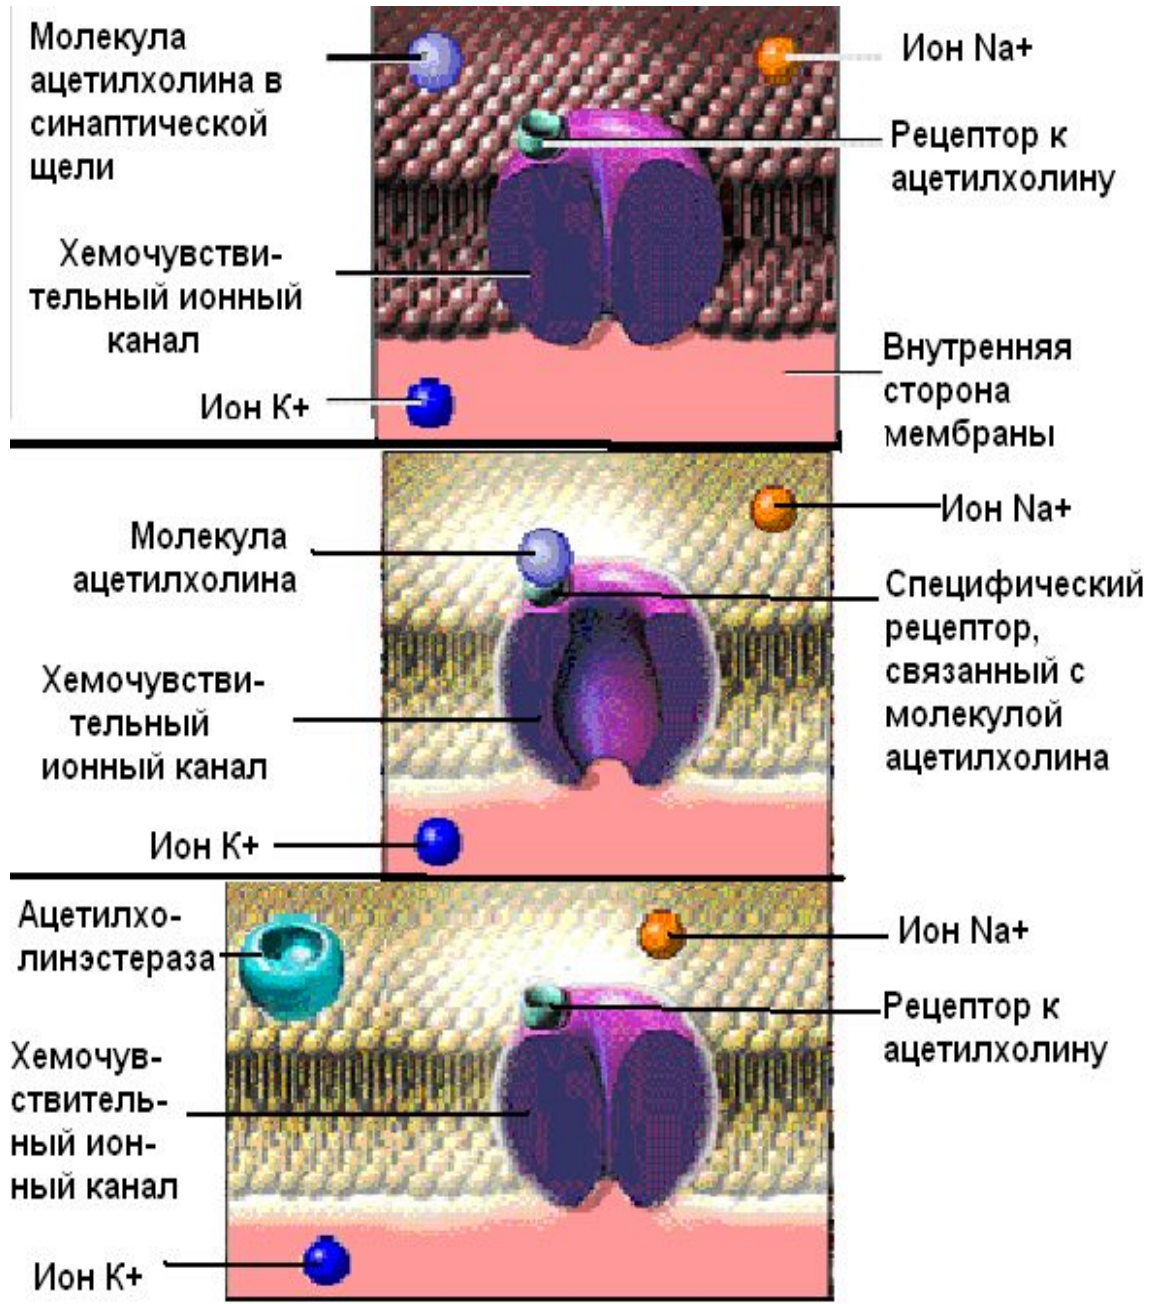 Молекула
ацетилхолина в
синаптической
щели
Ион Na+
Рецептор к
ацетилхолину
Хемочувстви-
тельный ионный
канал
Внутренняя
сторона
мембраны
Ион К+
Ион Na+
Молекула
ацетилхолина
Специфический
рецептор,
связанный с
молекулой
ацетилхолина
Хемочувстви-
тельный
ионный канал
Ион К+
Ацетилхо-
линэстераза
Ион Na+
Рецептор к
ацетилхолину
Хемочув-
ствитель-
ный ион-
ный канал
Ион К+